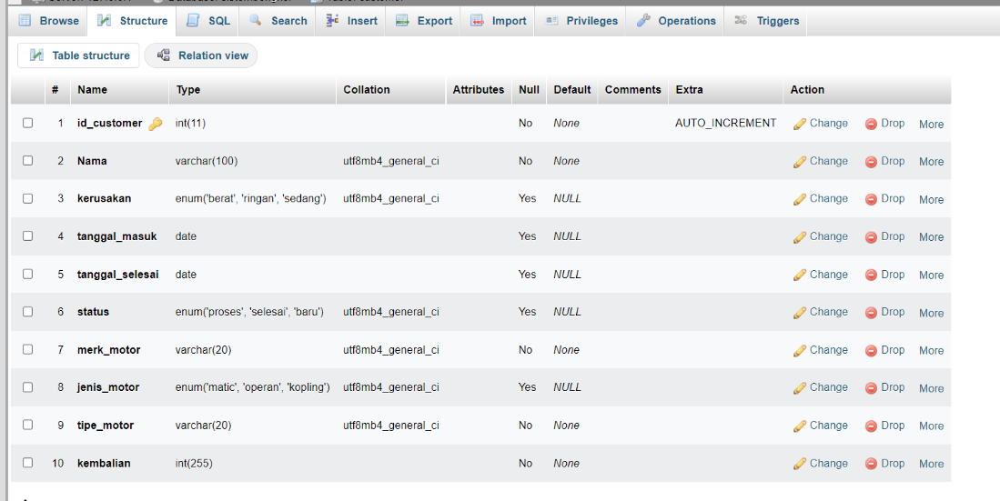 Browse Structure SQL Search Insert Export Import Privileges Operations Triggers
Table structure Relation view
# Name Type Collation Attributes Null Default Comments Extra Action
1 id_customer int(11) No None AUTO_INCREMENT Change Drop More
2 Nama varchar(100) utf8mb4_general_ci No None Change Drop More
3 kerusakan enum('berat', 'ringan', 'sedang') utf8mb4_general_ci Yes NULL Change Drop More
4 tanggal_masuk date Yes NULL Change Drop More
5 tanggal_selesai date Yes NULL Change Drop More
6 status enum('proses', 'selesai', 'baru') utf8mb4_general_ci Yes NULL Change Drop More
7 merk_motor varchar(20) utf8mb4_general_ci No None Change Drop More
8 jenis_motor enum('matic', 'operan', 'kopling') utf8mb4_general_ci Yes NULL Change Drop More
9 tipe_motor varchar(20) utf8mb4_general_ci No None Change Drop More
10 kembalian int(255) No None Change Drop More